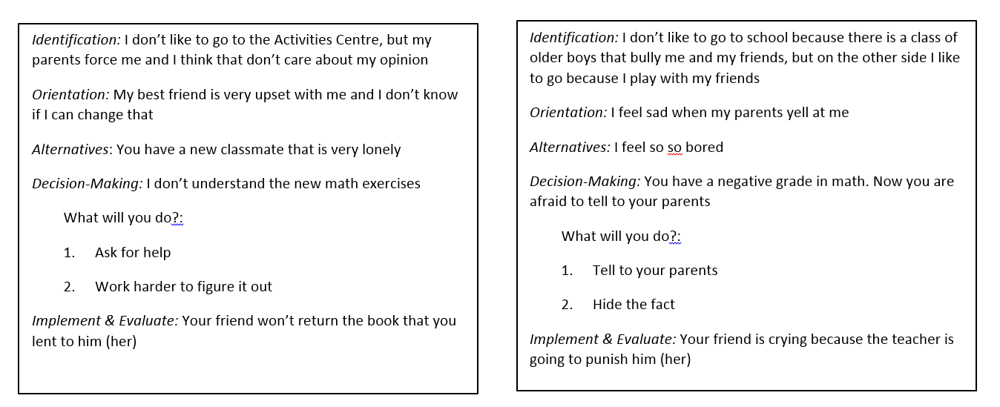 Identification: I don't like to go to the Activities Centre, but my
parents force me and I think that don't care about my opinion
Orientation: My best friend is very upset with me and I don't know
if I can change that
Alternatives: You have a new classmate that is very lonely
Decision-Making: I don't understand the new math exercises
What will you do?:
1. Ask for help
2. Work harder to figure it out
Implement & Evaluate: Your friend won't return the book that you
lent to him (her)
Identification: I don't like to go to school because there is a class of
older boys that bully me and my friends, but on the other side I like
to go because I play with my friends
Orientation: I feel sad when my parents yell at me
Alternatives: I feel so so bored
Decision-Making: You have a negative grade in math. Now you are
afraid to tell to your parents
What will you do?:
1. Tell to your parents
2. Hide the fact
Implement & Evaluate: Your friend is crying because the teacher is
going to punish him (her)